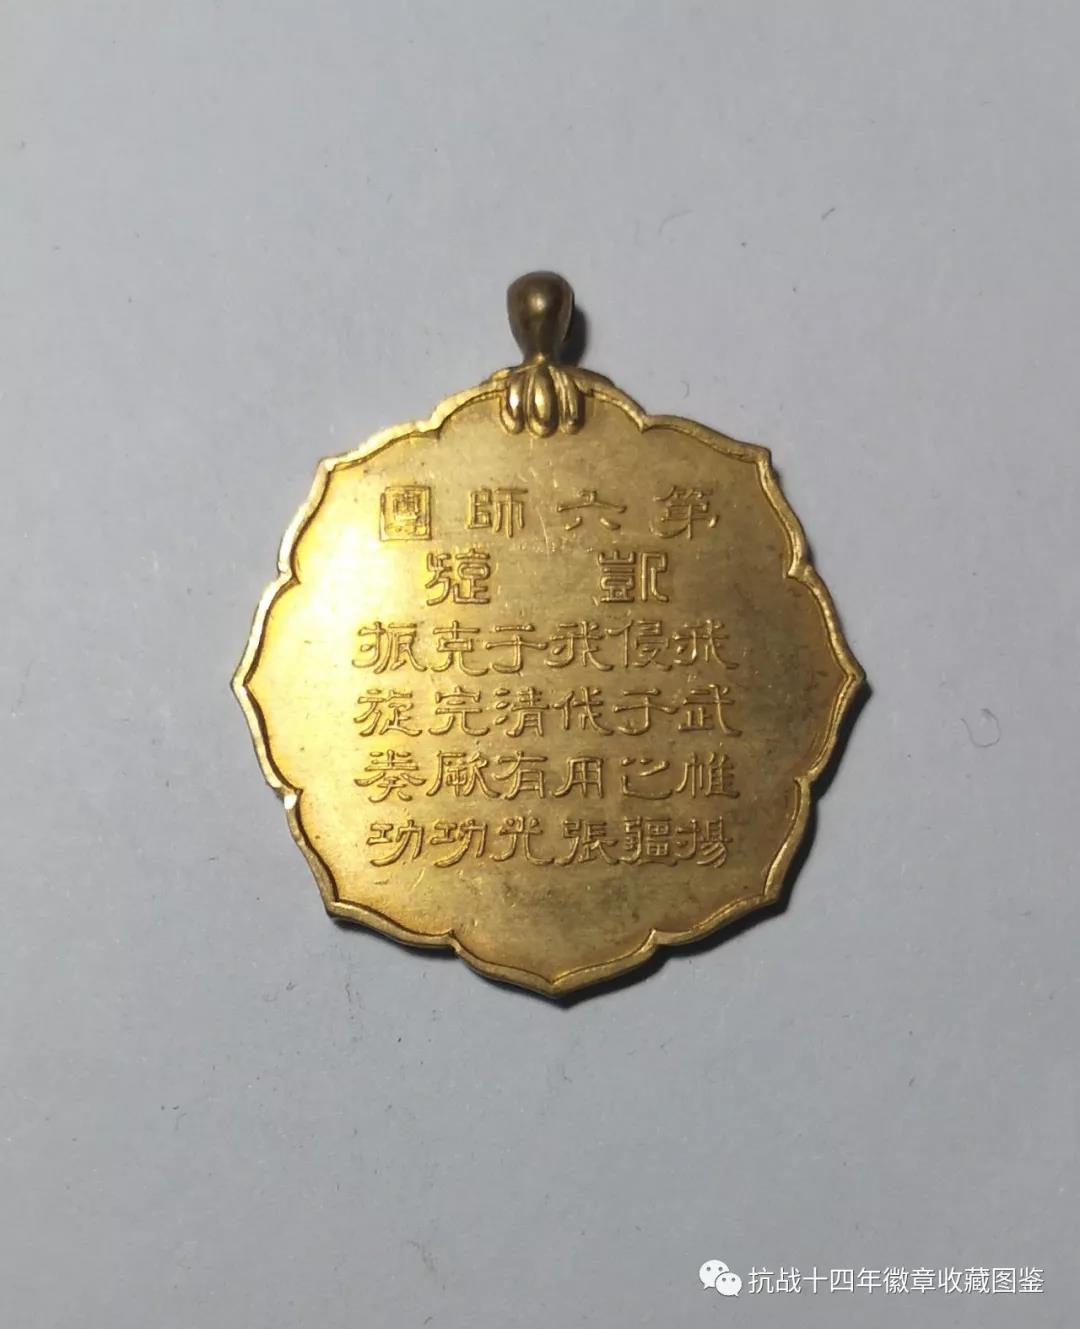 第六師團
凱旋
我武帷揚
侵于之疆
我伐用張
于清有光
克完厥功
振旋奏功
抗战十四年徽章收藏图鉴